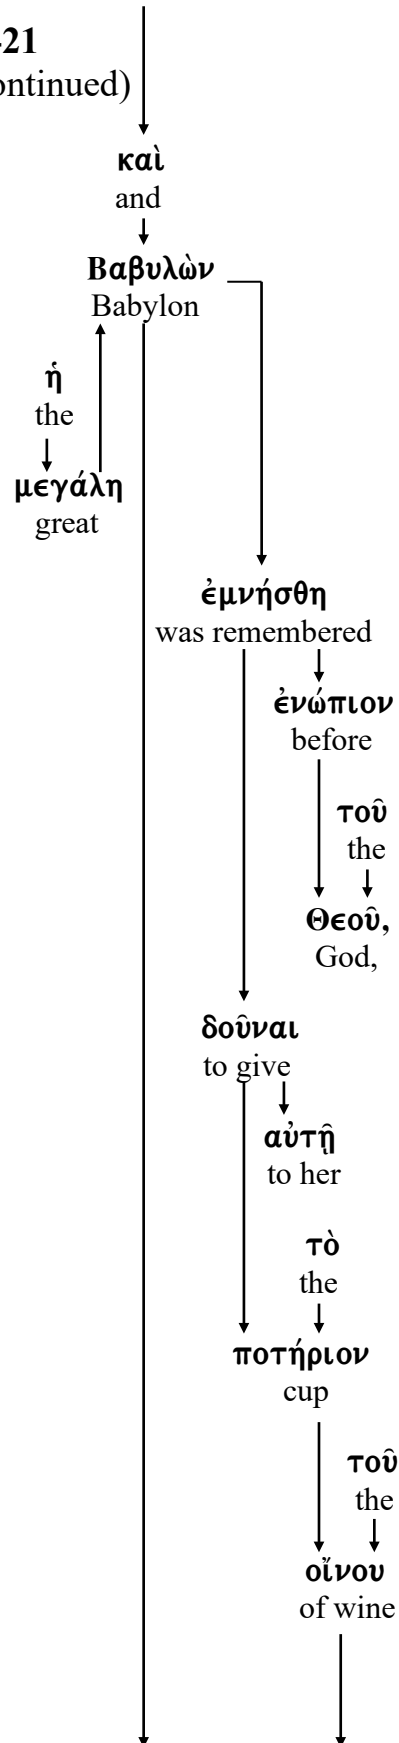 -21
ontinued)
καὶ
and
Βαβυλὼν
Babylon
ἡ
the
μεγάλη
great
ἐμνήσθη
was remembered
ἐνώπιον
before
τοῦ
the
Θεοῦ,
God,
δοῦναι
to give
αὐτῇ
to her
τὸ
the
ποτήριον
cup
τοῦ
the
οἴνου
of wine